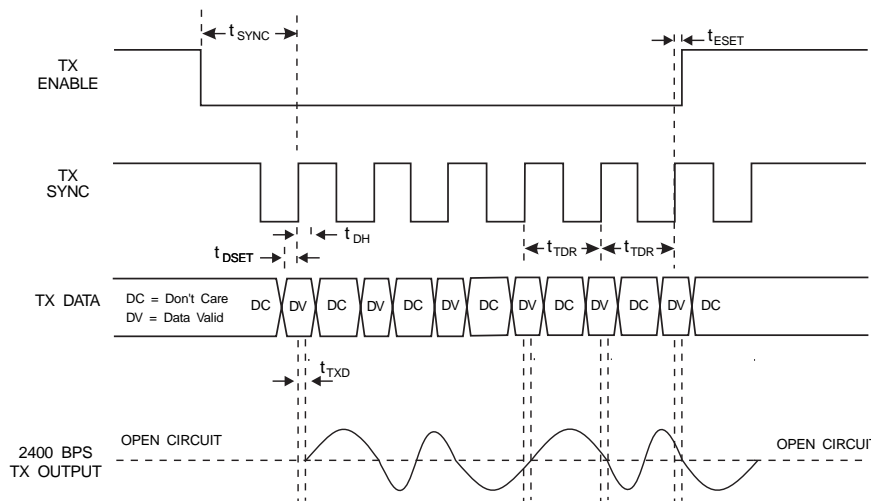 tSYNC
tESET
TX
ENABLE
TX
SYNC
tDH
tDSET
tTDR
tTDR
TX DATA
DC = Don't Care
DV = Data Valid
DC DV DC DV DC DV DC DV DC DV DC DV DC
tTXD
2400 BPS
TX OUTPUT
OPEN CIRCUIT
OPEN CIRCUIT